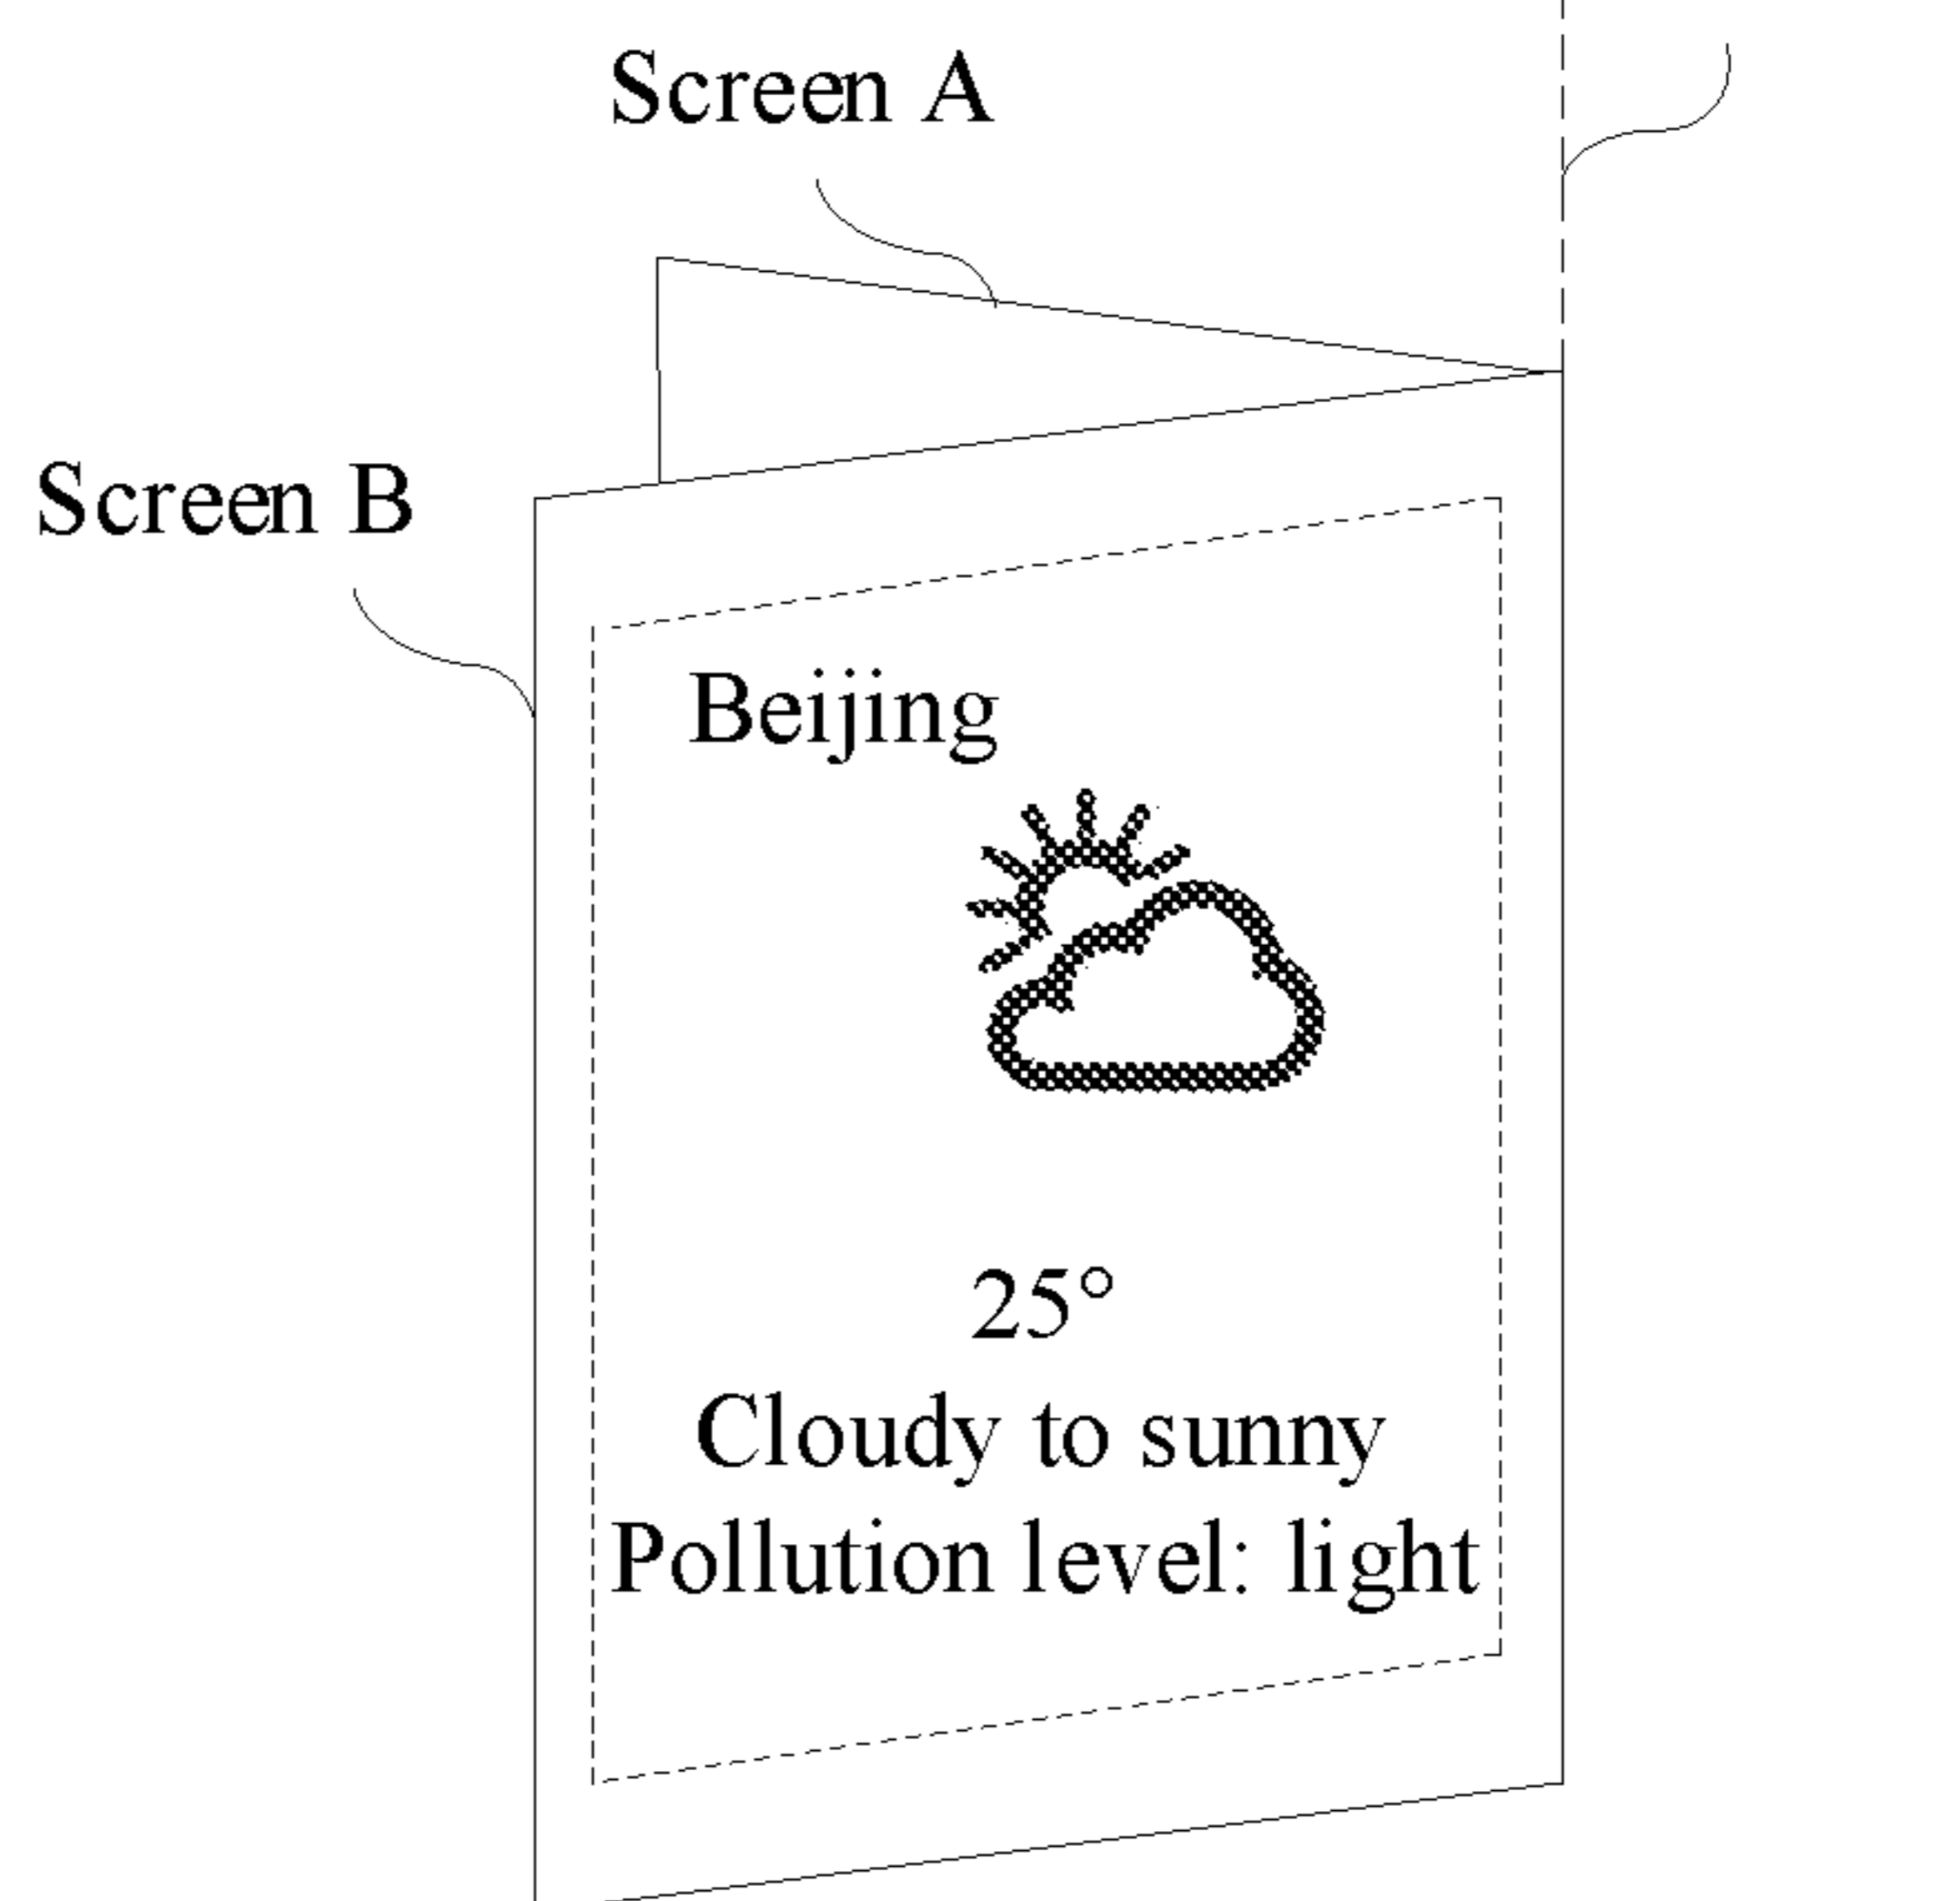 Screen A
Screen B
Beijing
25°
Cloudy to sunny
Pollution level: light